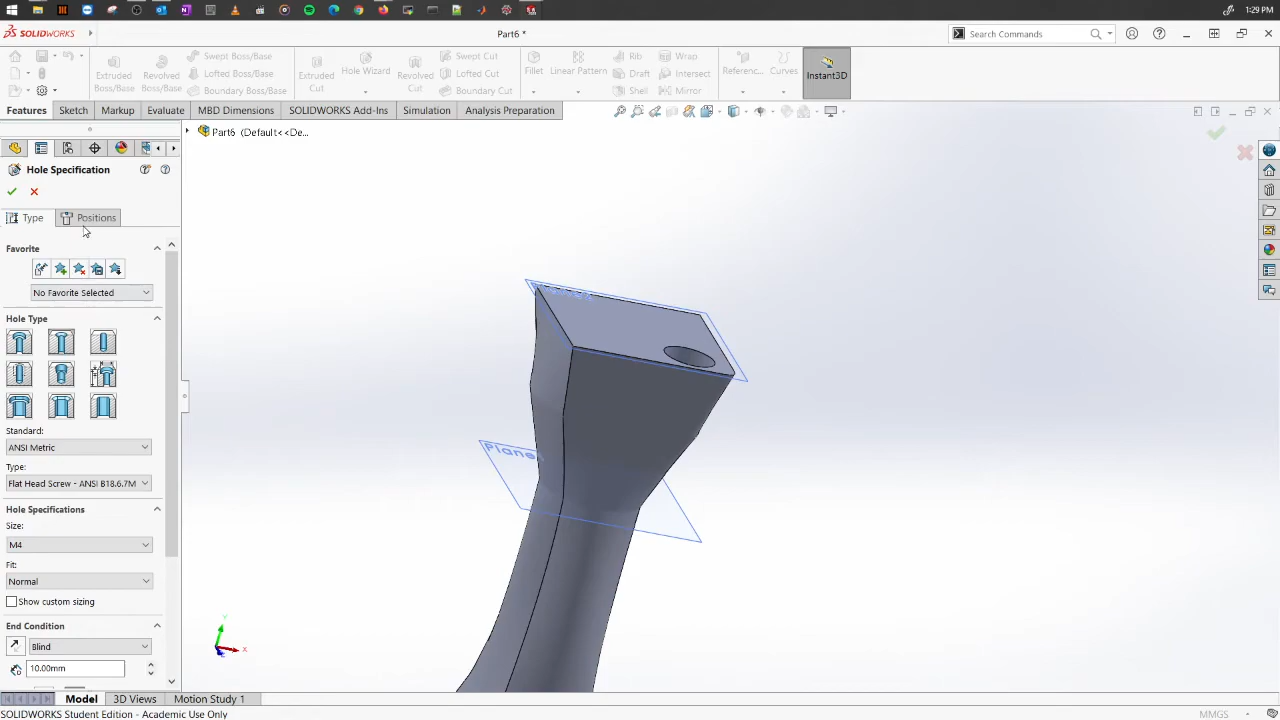 1:29 PM
SOLIDWORKS
Part6 *
Search Commands
Extruded Boss/Base
Revolved Boss/Base
Swept Boss/Base
Lofted Boss/Base
Boundary Boss/Base
Extruded Cut
Hole Wizard
Revolved Cut
Swept Cut
Lofted Cut
Boundary Cut
Fillet
Linear Pattern
Rib
Draft
Shell
Wrap
Intersect
Mirror
Referenc...
Curves
Instant3D
Features Sketch Markup Evaluate MBD Dimensions SOLIDWORKS Add-Ins Simulation Analysis Preparation
Part6 (Default<<De...
Hole Specification
Type Positions
Favorite
No Favorite Selected
Hole Type
Standard:
ANSI Metric
Type:
Flat Head Screw - ANSI B18.6.7M
Hole Specifications
Size:
M4
Fit:
Normal
Show custom sizing
End Condition
Blind
10.00mm
Plane
Y
X
Z
Model 3D Views Motion Study 1
SOLIDWORKS Student Edition - Academic Use Only
MMGS